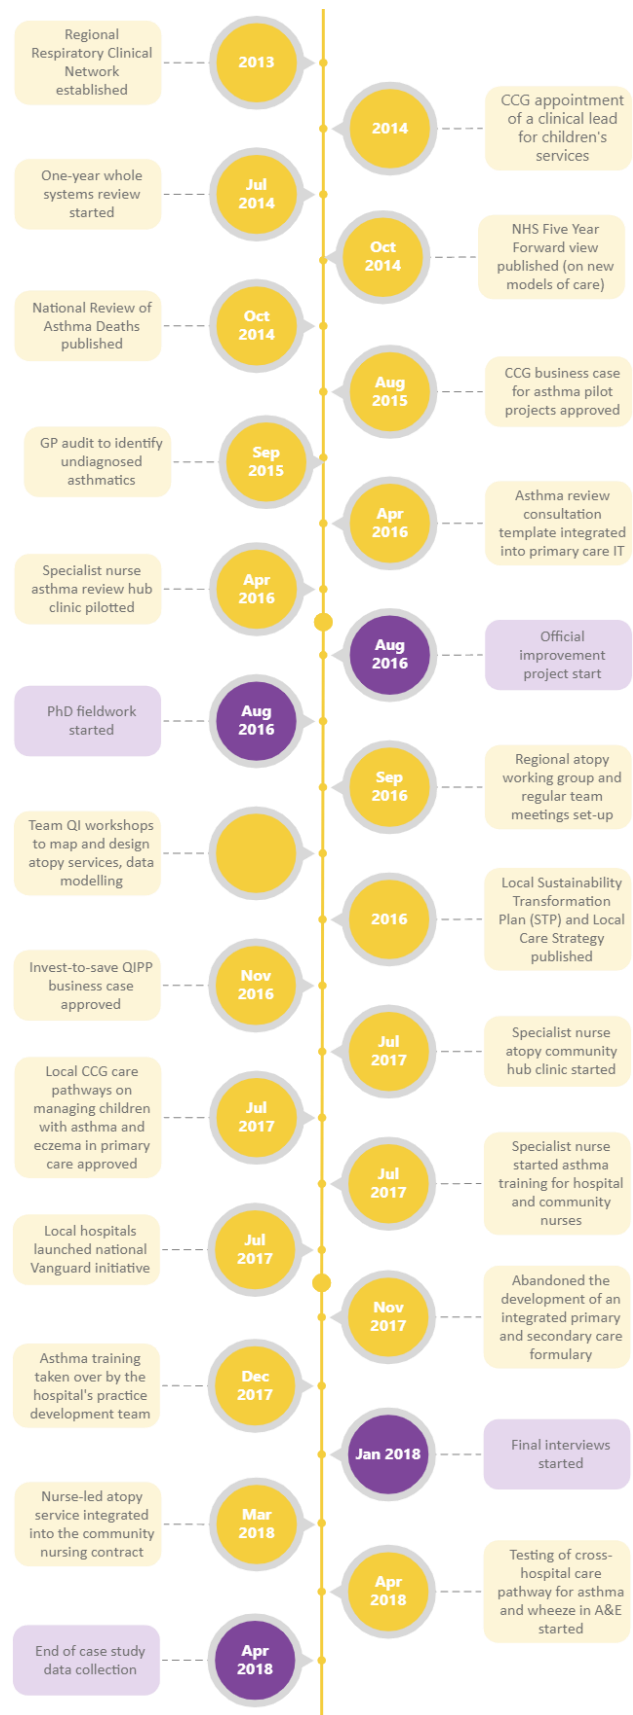 Regional
Respiratory Clinical
Network
established
2013
2014
CCG appointment
of a clinical lead
for children's
services
One-year whole
systems review
started
Jul
2014
Oct
2014
NHS Five Year
Forward view
published (on new
models of care)
National Review of
Asthma Deaths
published
Oct
2014
Aug
2015
CCG business case
for asthma pilot
projects approved
GP audit to identify
undiagnosed
asthmatics
Sep
2015
Apr
2016
Asthma review
consultation
template integrated
into primary care IT
Specialist nurse
asthma review hub
clinic pilotted
Apr
2016
Aug
2016
Official
improvement
project start
PhD fieldwork
started
Aug
2016
Sep
2016
Regional atopy
working group and
regular team
meetings set-up
Team QI workshops
to map and design
atopy services, data
modelling
2016
Local Sustainability
Transformation
Plan (STP) and Local
Care Strategy
published
Invest-to-save QIPP
business case
approved
Nov
2016
Jul
2017
Specialist nurse
atopy community
hub clinic started
Local CCG care
pathways on
managing children
with asthma and
eczema in primary
care approved
Jul
2017
Jul
2017
Specialist nurse
started asthma
training for hospital
and community
nurses
Local hospitals
launched national
Vanguard initiative
Jul
2017
Nov
2017
Abandoned the
development of an
integrated primary
and secondary care
formulary
Asthma training
taken over by the
hospital's practice
development team
Dec
2017
Jan 2018
Final interviews
started
Nurse-led atopy
service integrated
into the community
nursing contract
Mar
2018
Apr
2018
Testing of cross-
hospital care
pathway for asthma
and wheeze in A&E
started
End of case study
data collection
Apr
2018